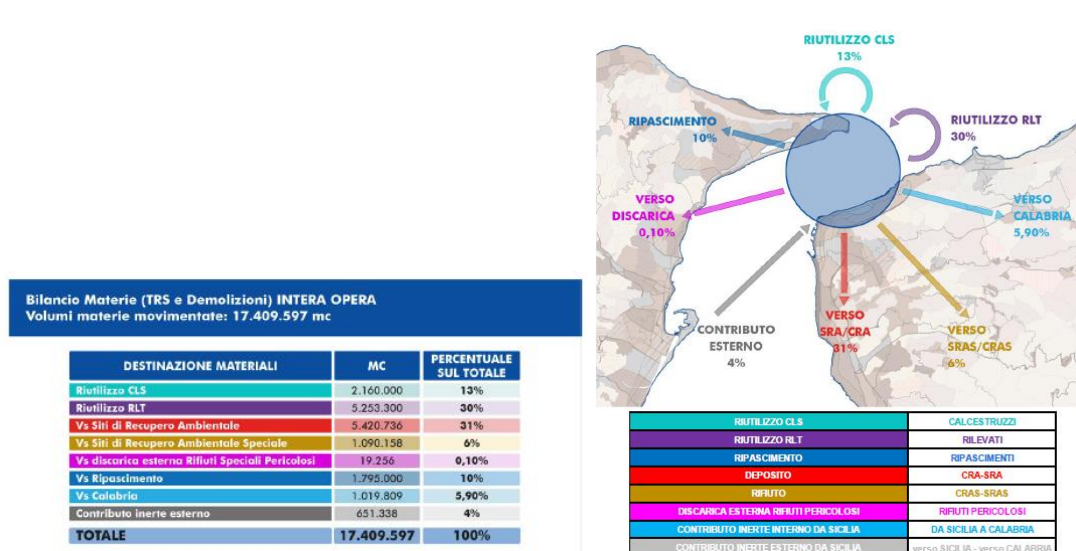 Bilancio Materie (TRS e Demolizioni) INTERA OPERA
Volumi materie movimentate: 17.409.597 mc
DESTINAZIONE MATERIALI MC PERCENTUALE SUL TOTALE
Riutilizzo CLS 2.160.000 13%
Riutilizzo RLT 5.253.300 30%
Vs Siti di Recupero Ambientale 5.420.736 31%
Vs Siti di Recupero Ambientale Speciale 1.090.158 6%
Vs discarica esterna Rifiuti Speciali Pericolosi 19.256 0,10%
Vs Ripascimento 1.795.000 10%
Vs Calabria 1.019.809 5,90%
Contributo inerte esterno 651.338 4%
TOTALE 17.409.597 100%
RIUTILIZZO CLS
13%
RIPASCIMENTO
10%
RIUTILIZZO RLT
30%
VERSO
DISCARICA
0,10%
VERSO
CALABRIA
5,90%
CONTRIBUTO
ESTERNO
4%
VERSO
SRA/CRA
31%
VERSO
SRAS/CRAS
6%
RIUTILIZZO CLS CALCESTRUZZI
RIUTILIZZO RLT RILEVATI
RIPASCIMENTO RIPASCIMENTI
DEPOSITO CRA-SRA
RIFIUTO CRAS-SRAS
DISCARICA ESTERNA RIFIUTI PERICOLOSI RIFIUTI PERICOLOSI
CONTRIBUTO INERTE INTERNO DA SICILIA DA SICILIA A CALABRIA
CONTRIBUTO INERTE ESTERNO DA SICILIA verso SICILIA - verso CALABRIA